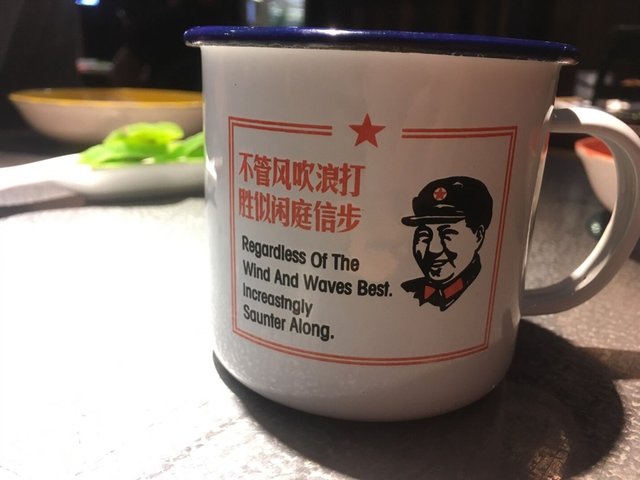 不管风吹浪打
胜似闲庭信步
Regardless Of The
Wind And Waves Best.
Increastngly
Saunter Along.